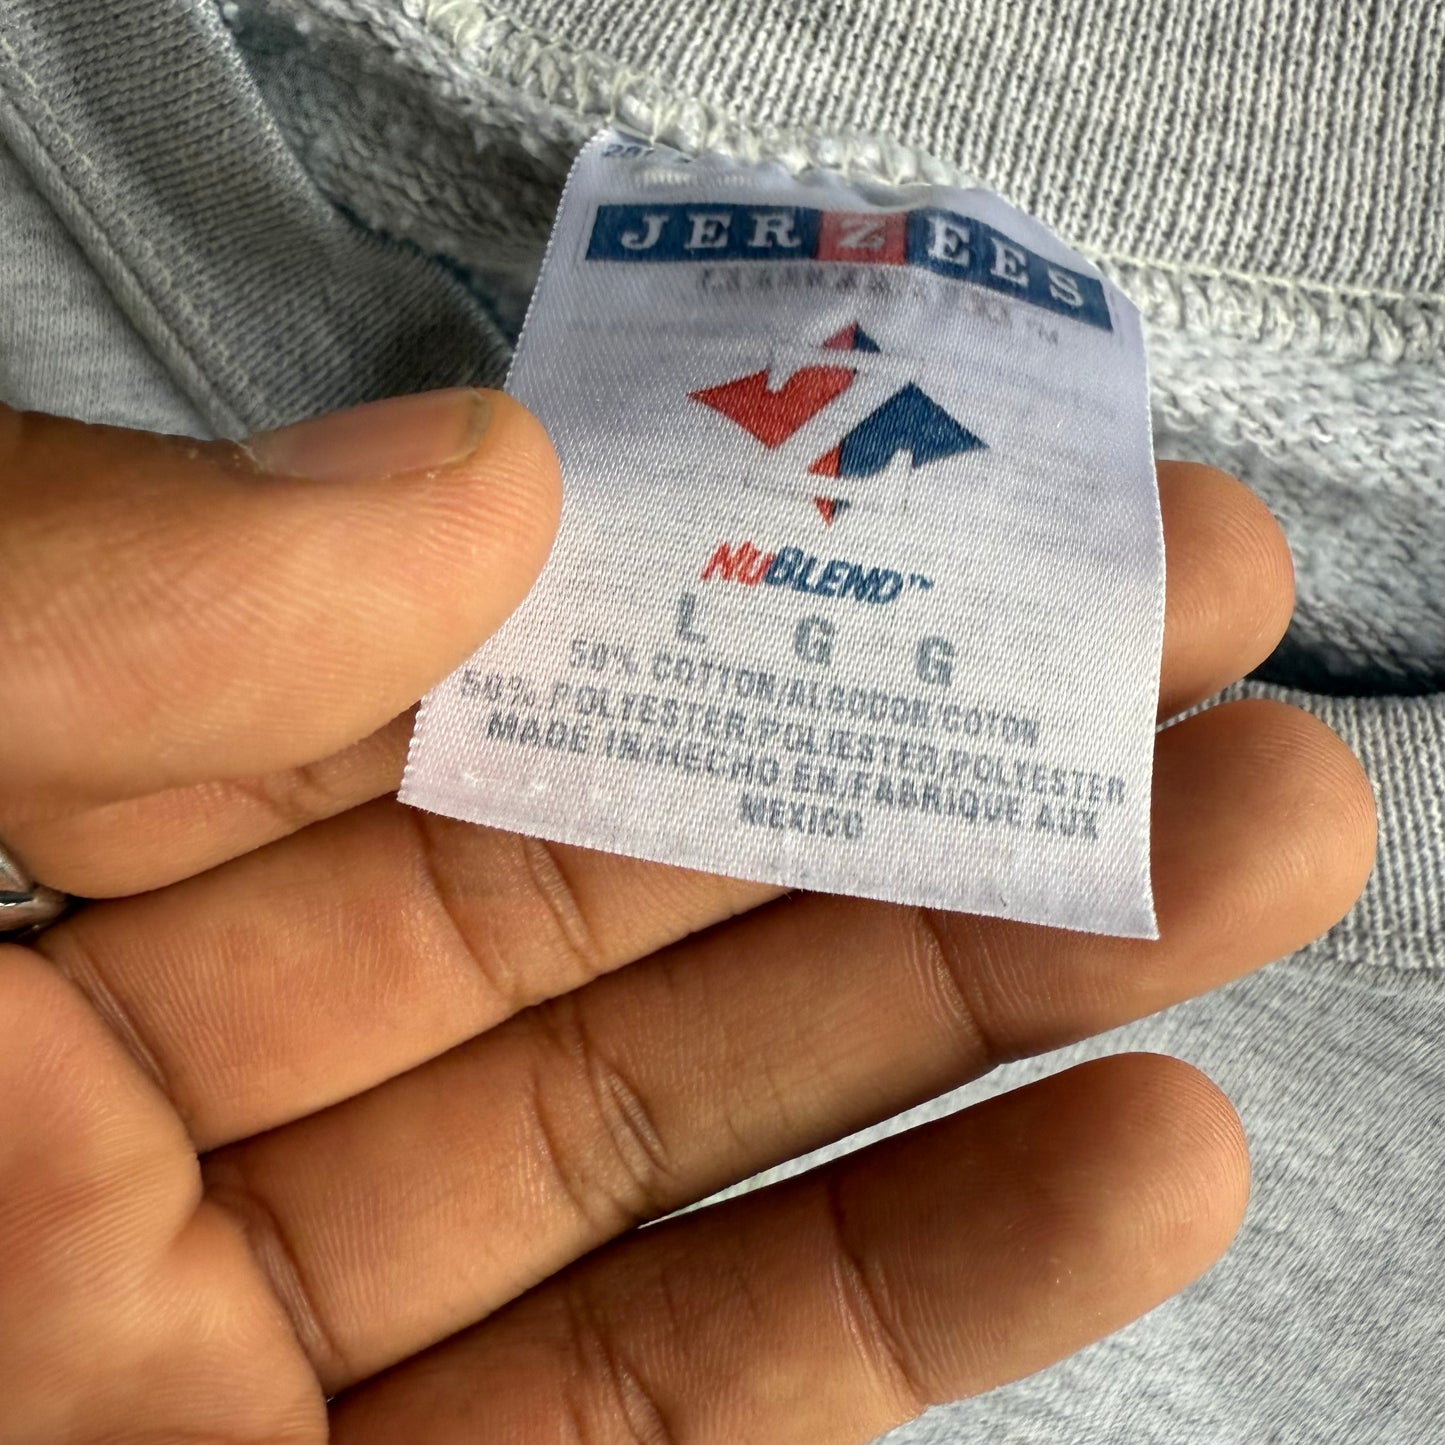 JERZEES
NUBLEND™
L G G
50% COTTON/ALGODON/COTON
50% POLYESTER/POLIESTER/POLYESTER
MADE IN/HECHO EN/FABRIQUE AUX
MEXICO